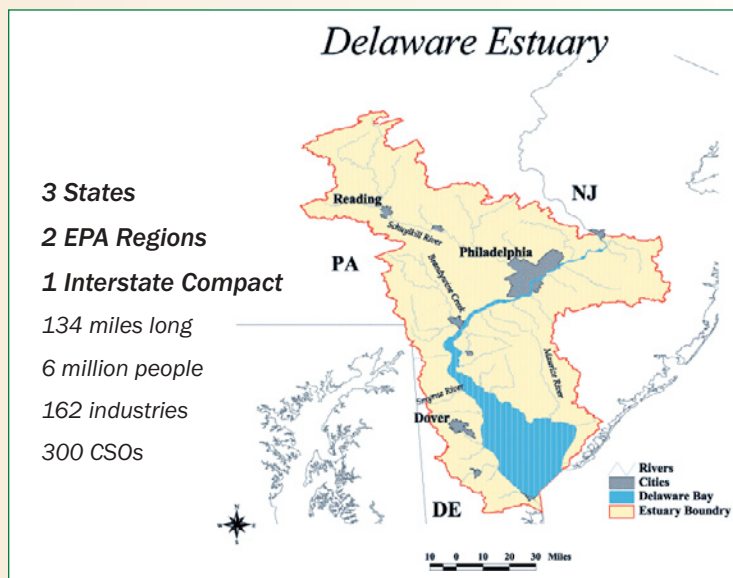 Delaware Estuary
3 States
2 EPA Regions
1 Interstate Compact
134 miles long
6 million people
162 industries
300 CSOs
NJ
Reading
Schuylkill River
Philadelphia
PA
Brandywine Creek
Maurice River
Smyrna River
Dover
DE
Rivers
Cities
Delaware Bay
Estuary Boundry
10 0 10 20 30 Miles